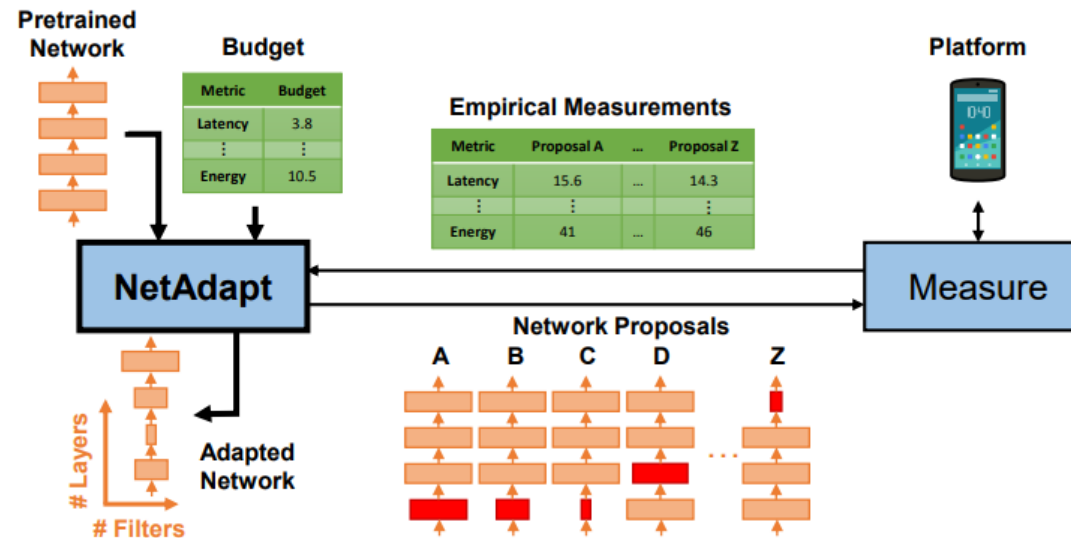 Pretrained
Network
Budget
Metric Budget
Latency 3.8
⋮ ⋮
Energy 10.5
Empirical Measurements
Metric Proposal A ... Proposal Z
Latency 15.6 ... 14.3
⋮ ⋮ ⋮
Energy 41 ... 46
Platform
10:40
NetAdapt
Measure
Network Proposals
A B C D Z
. . .
Adapted
Network
# Layers
# Filters